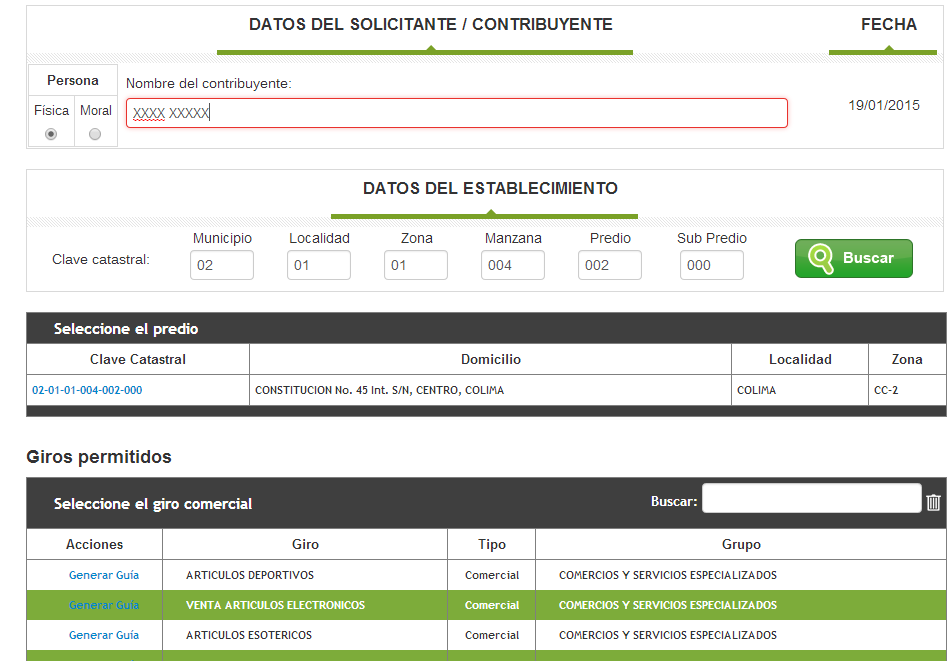 DATOS DEL SOLICITANTE / CONTRIBUYENTE FECHA
Persona Nombre del contribuyente:
Física Moral XXXX XXXXX 19/01/2015
DATOS DEL ESTABLECIMIENTO
Municipio Localidad Zona Manzana Predio Sub Predio
Clave catastral: 02 01 01 004 002 000 Buscar
Seleccione el predio
Clave Catastral Domicilio Localidad Zona
02-01-01-004-002-000 CONSTITUCION No. 45 Int. S/N, CENTRO, COLIMA COLIMA CC-2
Giros permitidos
Seleccione el giro comercial Buscar:
Acciones Giro Tipo Grupo
Generar Guía ARTICULOS DEPORTIVOS Comercial COMERCIOS Y SERVICIOS ESPECIALIZADOS
Generar Guía VENTA ARTICULOS ELECTRONICOS Comercial COMERCIOS Y SERVICIOS ESPECIALIZADOS
Generar Guía ARTICULOS ESOTERICOS Comercial COMERCIOS Y SERVICIOS ESPECIALIZADOS